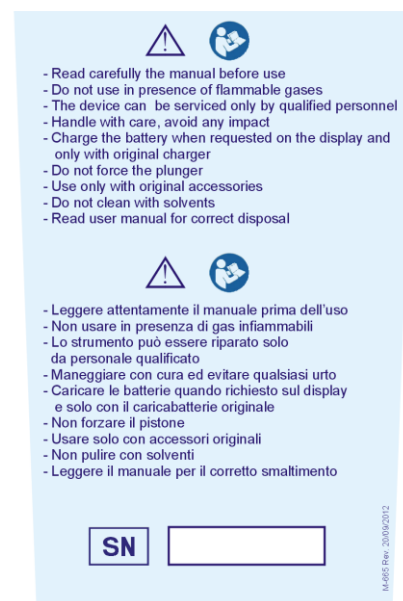 - Read carefully the manual before use
- Do not use in presence of flammable gases
- The device can be serviced only by qualified personnel
- Handle with care, avoid any impact
- Charge the battery when requested on the display and
only with original charger
- Do not force the plunger
- Use only with original accessories
- Do not clean with solvents
- Read user manual for correct disposal
- Leggere attentamente il manuale prima dell'uso
- Non usare in presenza di gas infiammabili
- Lo strumento può essere riparato solo
da personale qualificato
- Maneggiare con cura ed evitare qualsiasi urto
- Caricare le batterie quando richiesto sul display
e solo con il caricabatterie originale
- Non forzare il pistone
- Usare solo con accessori originali
- Non pulire con solventi
- Leggere il manuale per il corretto smaltimento
SN
M-665 Rev. 20/09/2012